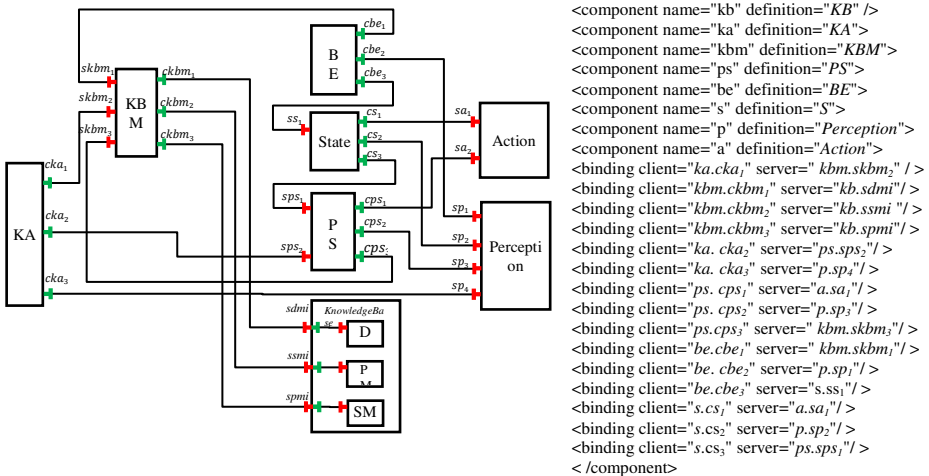 cbe₁
B
E
cbe₂
cbe₃
skbm₁
skbm₂
skbm₃
KB
M
ckbm₁
ckbm₂
ckbm₃
ss₁
State
cs₁
cs₂
cs₃
sa₁
sa₂
Action
KA
cka₁
cka₂
cka₃
sps₁
sps₂
P
S
cps₁
cps₂
cps₃
sp₁
sp₂
sp₃
sp₄
Percepti
on
sdmi
ssmi
spmi
KnowledgeBa
se
D
P
M
SM
<component name="kb" definition="KB" />
<component name="ka" definition="KA">
<component name="kbm" definition="KBM">
<component name="ps" definition="PS">
<component name="be" definition="BE">
<component name="s" definition="S">
<component name="p" definition="Perception">
<component name="a" definition="Action">
<binding client="ka.cka₁" server=" kbm.skbm₂" / >
<binding client="kbm.ckbm₁" server="kb.sdmi"/ >
<binding client="kbm.ckbm₂" server="kb.ssmi "/ >
<binding client="kbm.ckbm₃" server="kb.spmi"/ >
<binding client="ka. cka₂" server="ps.sps₂"/ >
<binding client="ka. cka₃" server="p.sp₄"/ >
<binding client="ps. cps₁" server="a.sa₁"/ >
<binding client="ps. cps₂" server="p.sp₃"/ >
<binding client="ps.cps₃" server=" kbm.skbm₃"/ >
<binding client="be.cbe₁" server=" kbm.skbm₁"/ >
<binding client="be. cbe₂" server="p.sp₁"/ >
<binding client="be.cbe₃" server="s.ss₁"/ >
<binding client="s.cs₁" server="a.sa₁"/ >
<binding client="s.cs₂" server="p.sp₂"/ >
<binding client="s.cs₃" server="ps.sps₁"/ >
< /component>